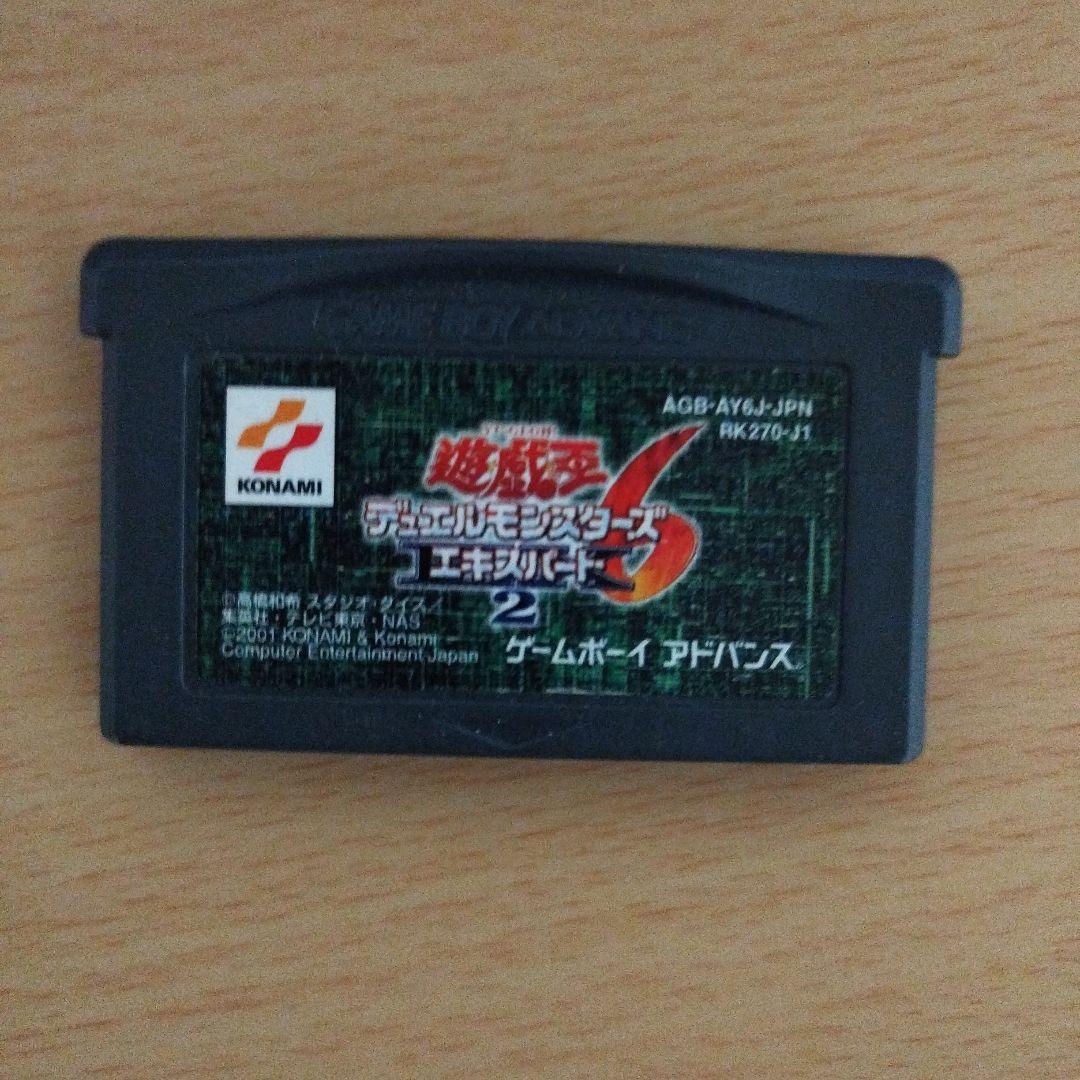 GAME BOY ADVANCE
KONAMI
AGB-AY6J-JPN
RK270-J1
遊戯王
デュエルモンスターズ
6
エキスパート
2
©高橋和希 スタジオ・ダイス／
集英社・テレビ東京・NAS
©2001 KONAMI & Konami
Computer Entertainment Japan
ゲームボーイ アドバンス